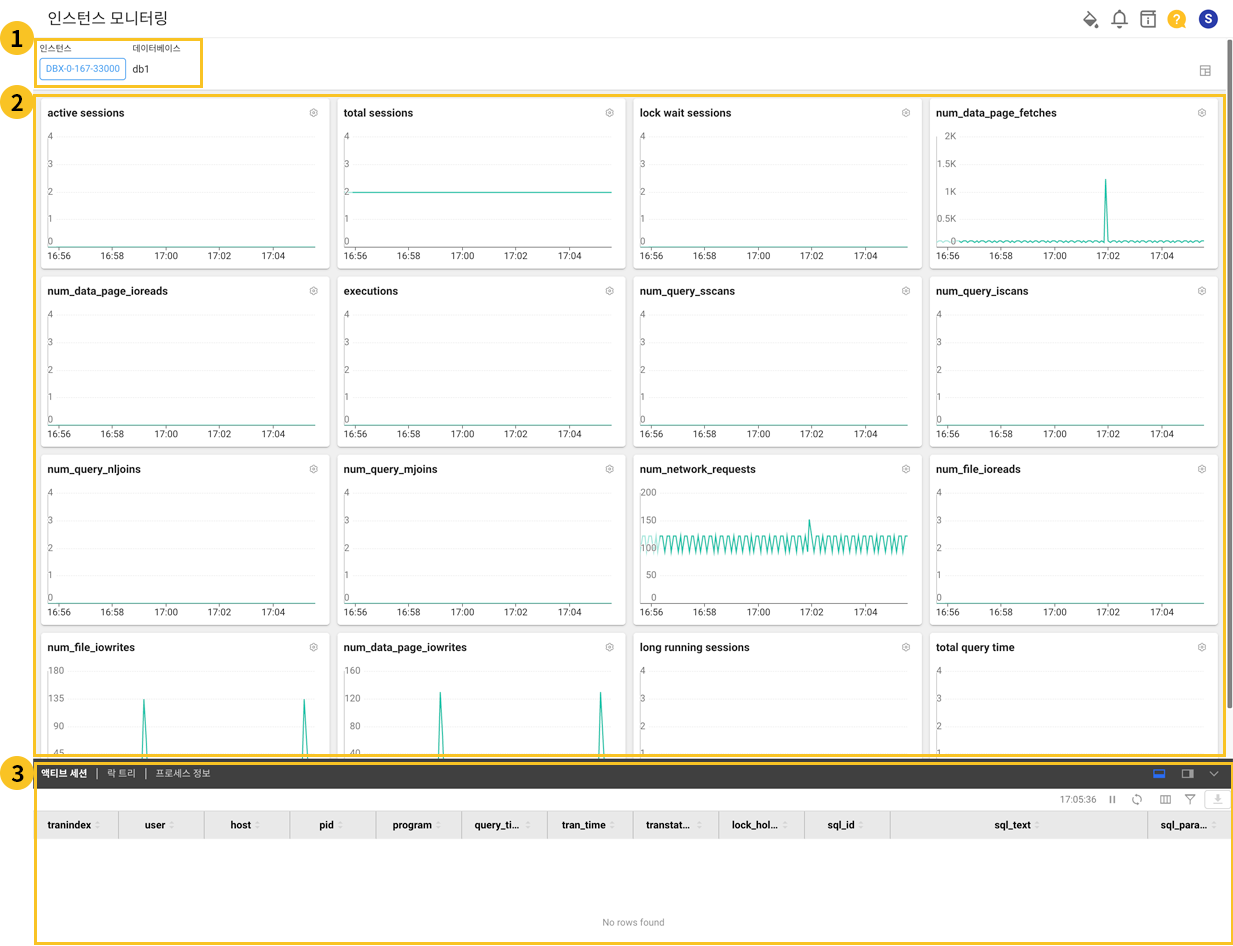 인스턴스 모니터링
?
S
1
인스턴스 데이터베이스
DBX-0-167-33000 db1
2
active sessions
4
3
2
1
0
16:56 16:58 17:00 17:02 17:04
total sessions
4
3
2
1
0
16:56 16:58 17:00 17:02 17:04
lock wait sessions
4
3
2
1
0
16:56 16:58 17:00 17:02 17:04
num_data_page_fetches
2K
1.5K
1K
0.5K
0
16:56 16:58 17:00 17:02 17:04
num_data_page_ioreads
4
3
2
1
0
16:56 16:58 17:00 17:02 17:04
executions
4
3
2
1
0
16:56 16:58 17:00 17:02 17:04
num_query_sscans
4
3
2
1
0
16:56 16:58 17:00 17:02 17:04
num_query_iscans
4
3
2
1
0
16:56 16:58 17:00 17:02 17:04
num_query_nljoins
4
3
2
1
0
16:56 16:58 17:00 17:02 17:04
num_query_mjoins
4
3
2
1
0
16:56 16:58 17:00 17:02 17:04
num_network_requests
200
150
100
50
0
16:56 16:58 17:00 17:02 17:04
num_file_ioreads
4
3
2
1
0
16:56 16:58 17:00 17:02 17:04
num_file_iowrites
180
135
90
45
num_data_page_iowrites
160
120
80
40
long running sessions
4
3
2
1
total query time
4
3
2
1
3
액티브 세션 | 락 트리 | 프로세스 정보
17:05:36
tranindex user host pid program query_ti... tran_time transtat... lock_hol... sql_id sql_text sql_para...
No rows found